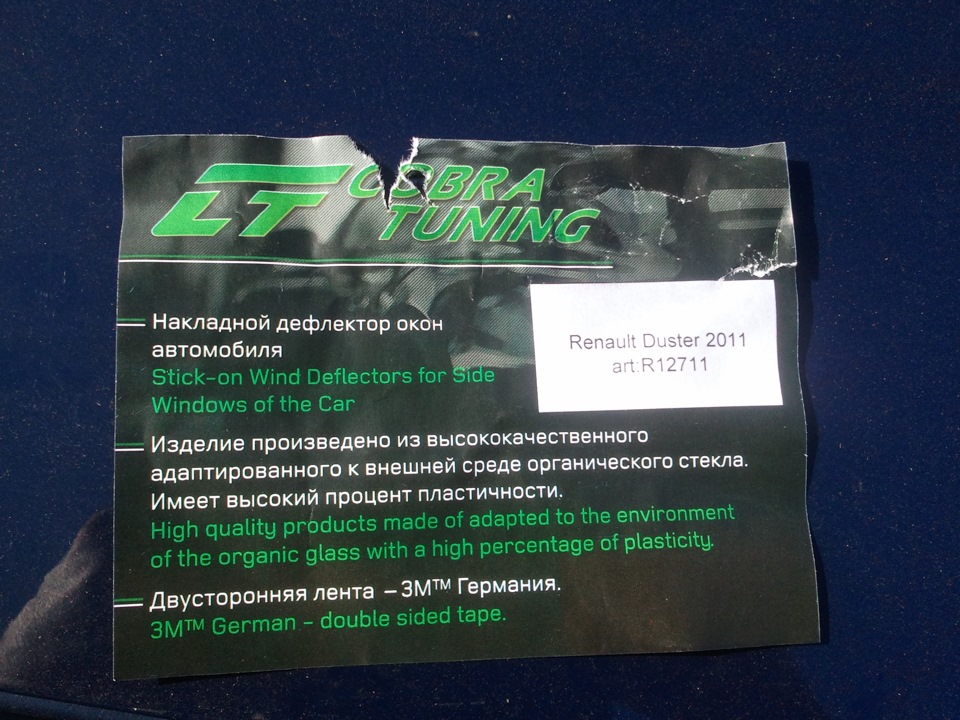 CT COBRA
TUNING
Накладной дефлектор окон
автомобиля
Stick-on Wind Deflectors for Side
Windows of the Car
Renault Duster 2011
art:R12711
Изделие произведено из высококачественного
адаптированного к внешней среде органического стекла.
Имеет высокий процент пластичности.
High quality products made of adapted to the environment
of the organic glass with a high percentage of plasticity.
Двусторонняя лента – 3M™ Германия.
3M™ German - double sided tape.